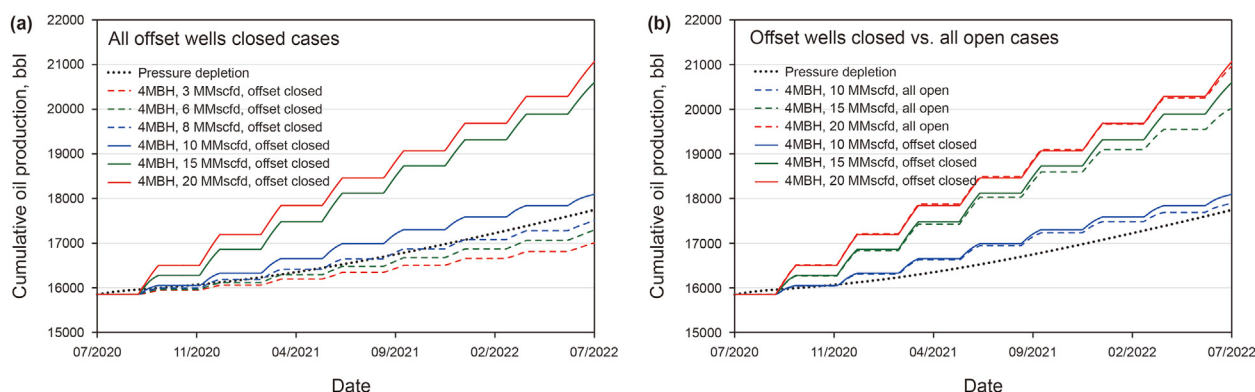 (a)
All offset wells closed cases
Pressure depletion
4MBH, 3 MMscfd, offset closed
4MBH, 6 MMscfd, offset closed
4MBH, 8 MMscfd, offset closed
4MBH, 10 MMscfd, offset closed
4MBH, 15 MMscfd, offset closed
4MBH, 20 MMscfd, offset closed
Cumulative oil production, bbl
22000
21000
20000
19000
18000
17000
16000
15000
07/2020
11/2020
04/2021
09/2021
02/2022
07/2022
Date
(b)
Offset wells closed vs. all open cases
Pressure depletion
4MBH, 10 MMscfd, all open
4MBH, 15 MMscfd, all open
4MBH, 20 MMscfd, all open
4MBH, 10 MMscfd, offset closed
4MBH, 15 MMscfd, offset closed
4MBH, 20 MMscfd, offset closed
Cumulative oil production, bbl
22000
21000
20000
19000
18000
17000
16000
15000
07/2020
11/2020
04/2021
09/2021
02/2022
07/2022
Date